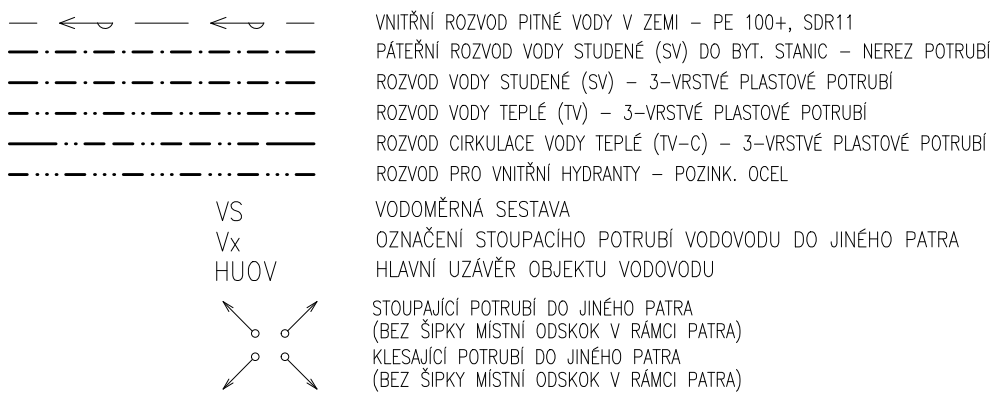 VNITŘNÍ ROZVOD PITNÉ VODY V ZEMI – PE 100+, SDR11
PÁTEŘNÍ ROZVOD VODY STUDENÉ (SV) DO BYT. STANIC – NEREZ POTRUBÍ
ROZVOD VODY STUDENÉ (SV) – 3–VRSTVÉ PLASTOVÉ POTRUBÍ
ROZVOD VODY TEPLÉ (TV) – 3–VRSTVÉ PLASTOVÉ POTRUBÍ
ROZVOD CIRKULACE VODY TEPLÉ (TV–C) – 3–VRSTVÉ PLASTOVÉ POTRUBÍ
ROZVOD PRO VNITŘNÍ HYDRANTY – POZINK. OCEL
VS VODOMĚRNÁ SESTAVA
Vx OZNAČENÍ STOUPACÍHO POTRUBÍ VODOVODU DO JINÉHO PATRA
HUOV HLAVNÍ UZÁVĚR OBJEKTU VODOVODU
STOUPAJÍCÍ POTRUBÍ DO JINÉHO PATRA
(BEZ ŠIPKY MÍSTNÍ ODSKOK V RÁMCI PATRA)
KLESAJÍCÍ POTRUBÍ DO JINÉHO PATRA
(BEZ ŠIPKY MÍSTNÍ ODSKOK V RÁMCI PATRA)